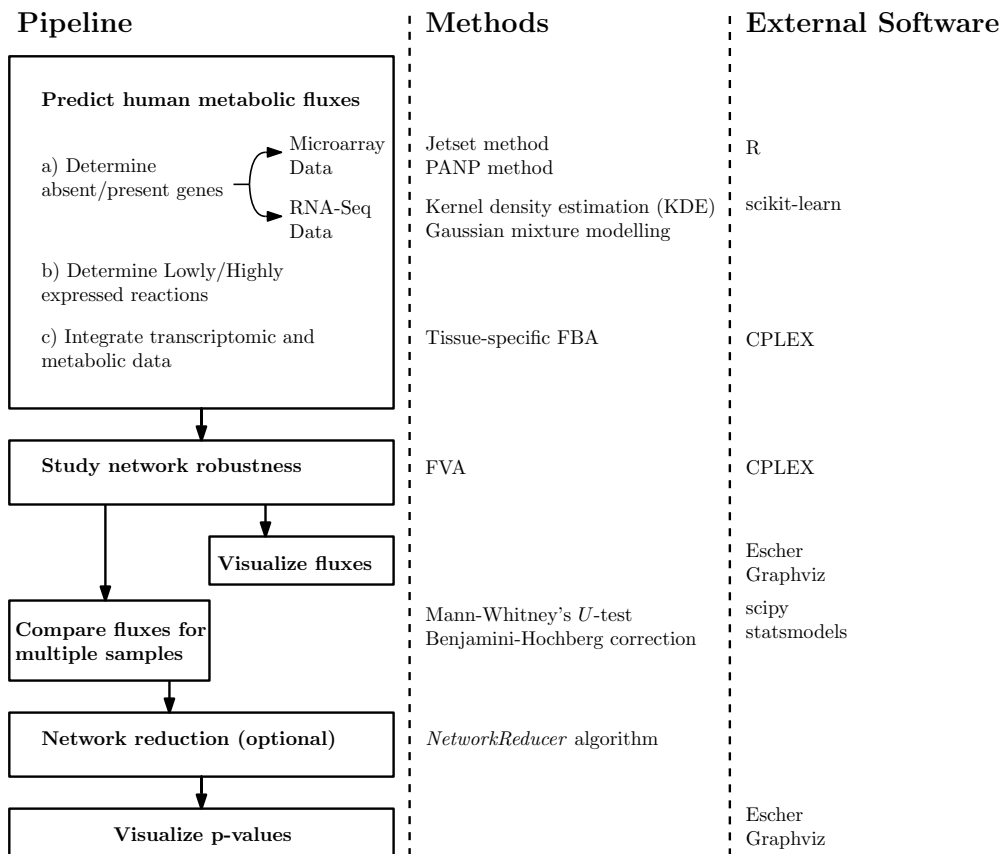 Pipeline
Methods
External Software
Predict human metabolic fluxes
a) Determine
absent/present genes
Microarray
Data
RNA-Seq
Data
Jetset method
PANP method
R
Kernel density estimation (KDE)
Gaussian mixture modelling
scikit-learn
b) Determine Lowly/Highly
expressed reactions
c) Integrate transcriptomic and
metabolic data
Tissue-specific FBA
CPLEX
Study network robustness
FVA
CPLEX
Visualize fluxes
Escher
Graphviz
Compare fluxes for
multiple samples
Mann-Whitney's U-test
Benjamini-Hochberg correction
scipy
statsmodels
Network reduction (optional)
NetworkReducer algorithm
Visualize p-values
Escher
Graphviz